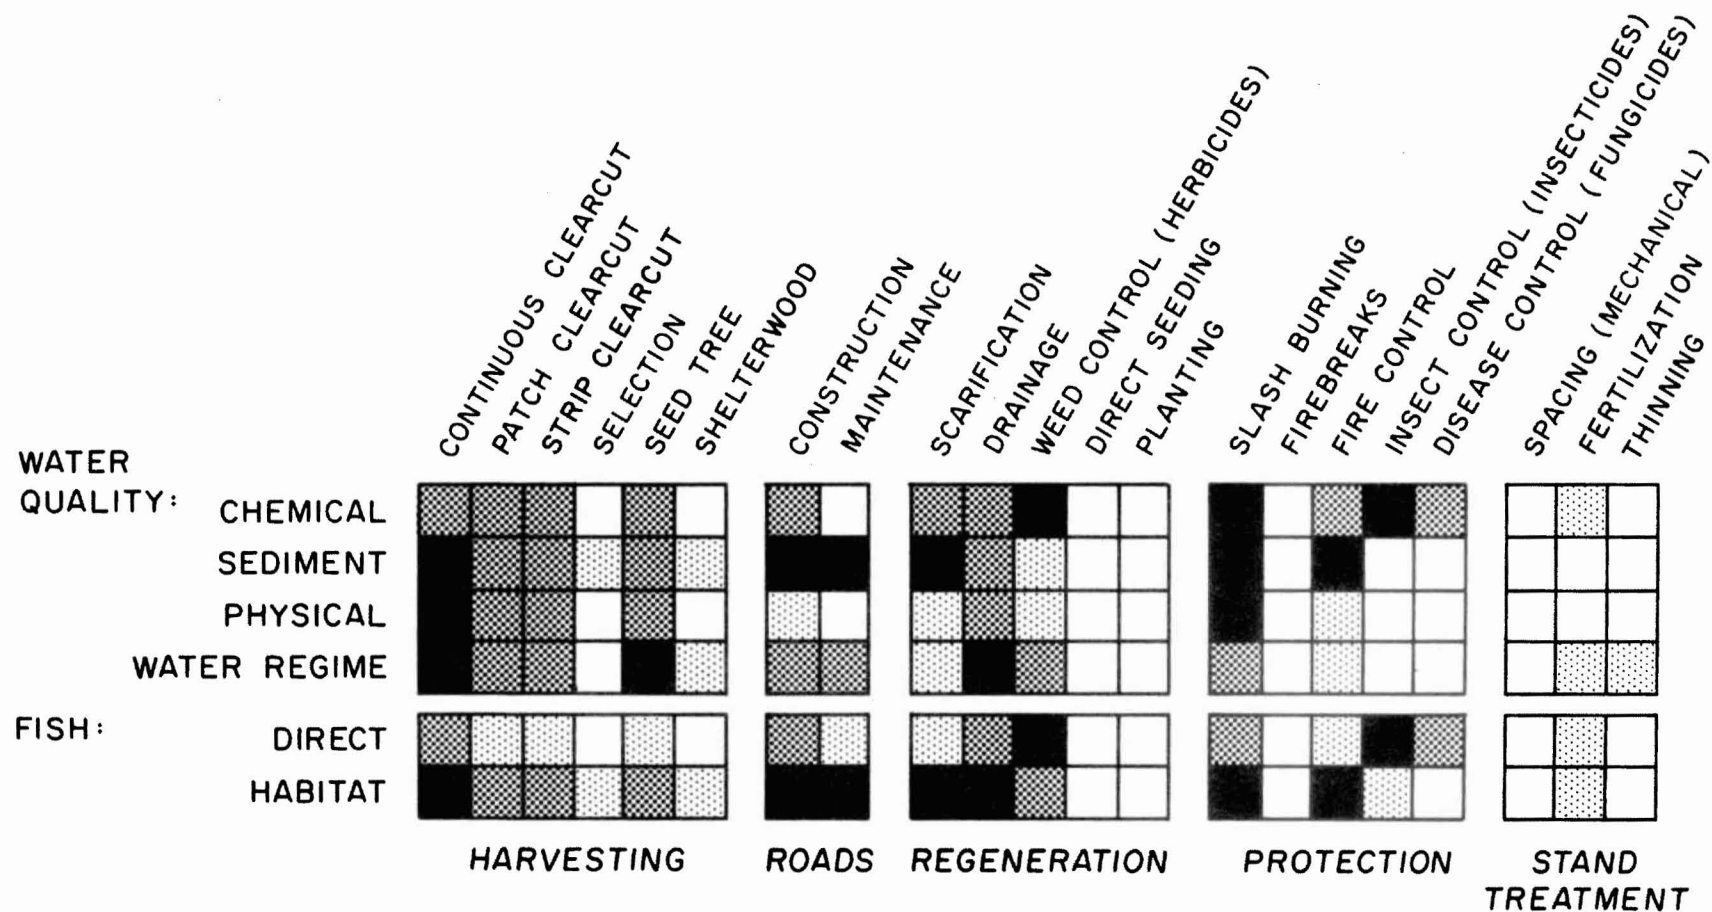 CONTINUOUS CLEARCUT
PATCH CLEARCUT
STRIP CLEARCUT
SELECTION
SEED TREE
SHELTERWOOD
CONSTRUCTION
MAINTENANCE
SCARIFICATION
DRAINAGE
WEED CONTROL (HERBICIDES)
DIRECT SEEDING
PLANTING
SLASH BURNING
FIREBREAKS
FIRE CONTROL
INSECT CONTROL (INSECTICIDES)
DISEASE CONTROL (FUNGICIDES)
SPACING (MECHANICAL)
FERTILIZATION
THINNING
WATER
QUALITY:
CHEMICAL
SEDIMENT
PHYSICAL
WATER REGIME
FISH:
DIRECT
HABITAT
HARVESTING
ROADS
REGENERATION
PROTECTION
STAND
TREATMENT